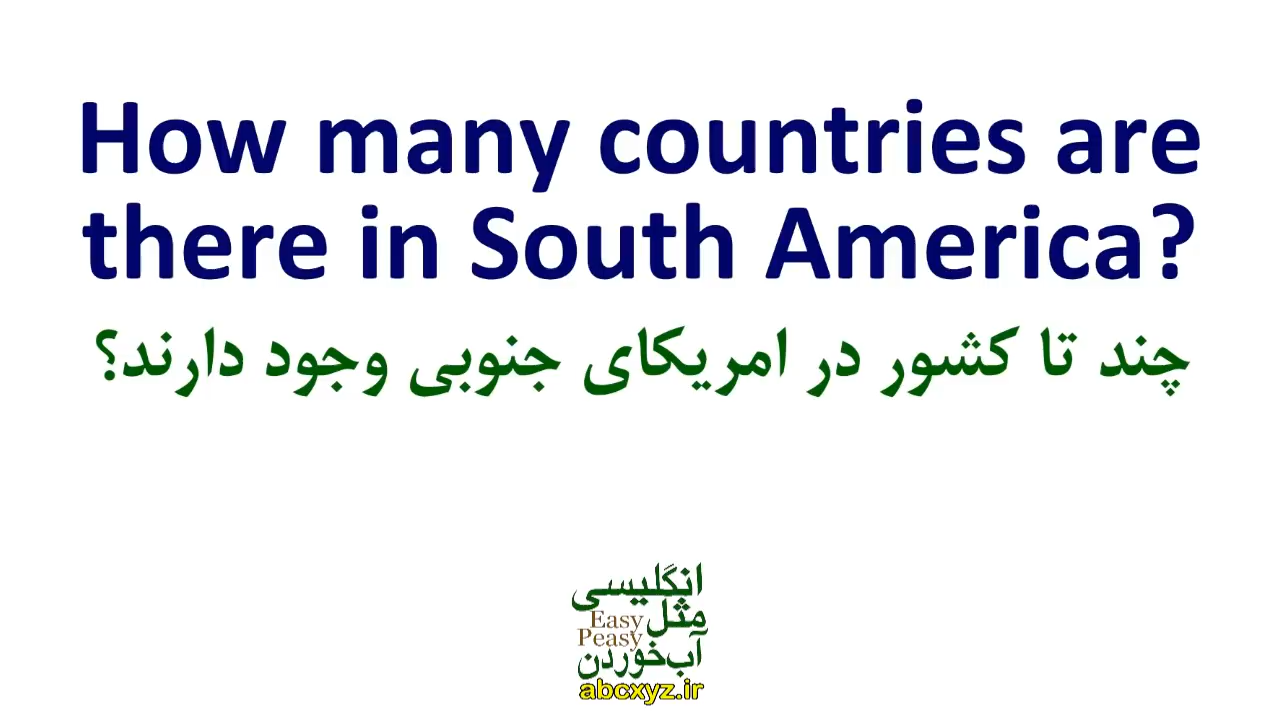 How many countries are
there in South America?
چند تا کشور در امریکای جنوبی وجود دارند؟
انگلیسی
مثل
Easy
Peasy
آب‌خوردن
abcxyz.ir